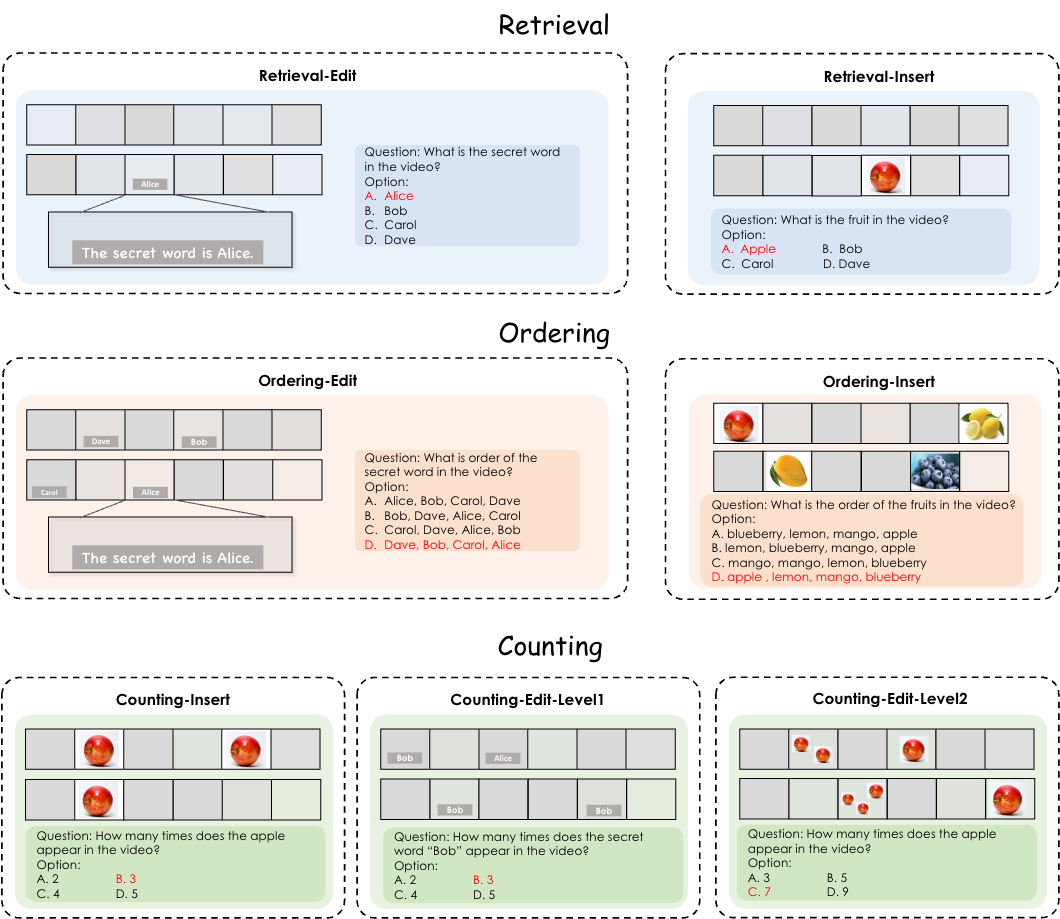 Retrieval
Retrieval-Edit
Alice
The secret word is Alice.
Question: What is the secret word
in the video?
Option:
A. Alice
B. Bob
C. Carol
D. Dave
Retrieval-Insert
Question: What is the fruit in the video?
Option:
A. Apple B. Bob
C. Carol D. Dave
Ordering
Ordering-Edit
Dave Bob
Carol Alice
The secret word is Alice.
Question: What is order of the
secret word in the video?
Option:
A. Alice, Bob, Carol, Dave
B. Bob, Dave, Alice, Carol
C. Carol, Dave, Alice, Bob
D. Dave, Bob, Carol, Alice
Ordering-Insert
Question: What is the order of the fruits in the video?
Option:
A. blueberry, lemon, mango, apple
B. lemon, blueberry, mango, apple
C. mango, mango, lemon, blueberry
D. apple , lemon, mango, blueberry
Counting
Counting-Insert
Question: How many times does the apple
appear in the video?
Option:
A. 2 B. 3
C. 4 D. 5
Counting-Edit-Level1
Bob Alice
Bob Bob
Question: How many times does the secret
word “Bob” appear in the video?
Option:
A. 2 B. 3
C. 4 D. 5
Counting-Edit-Level2
Question: How many times does the apple
appear in the video?
Option:
A. 3 B. 5
C. 7 D. 9